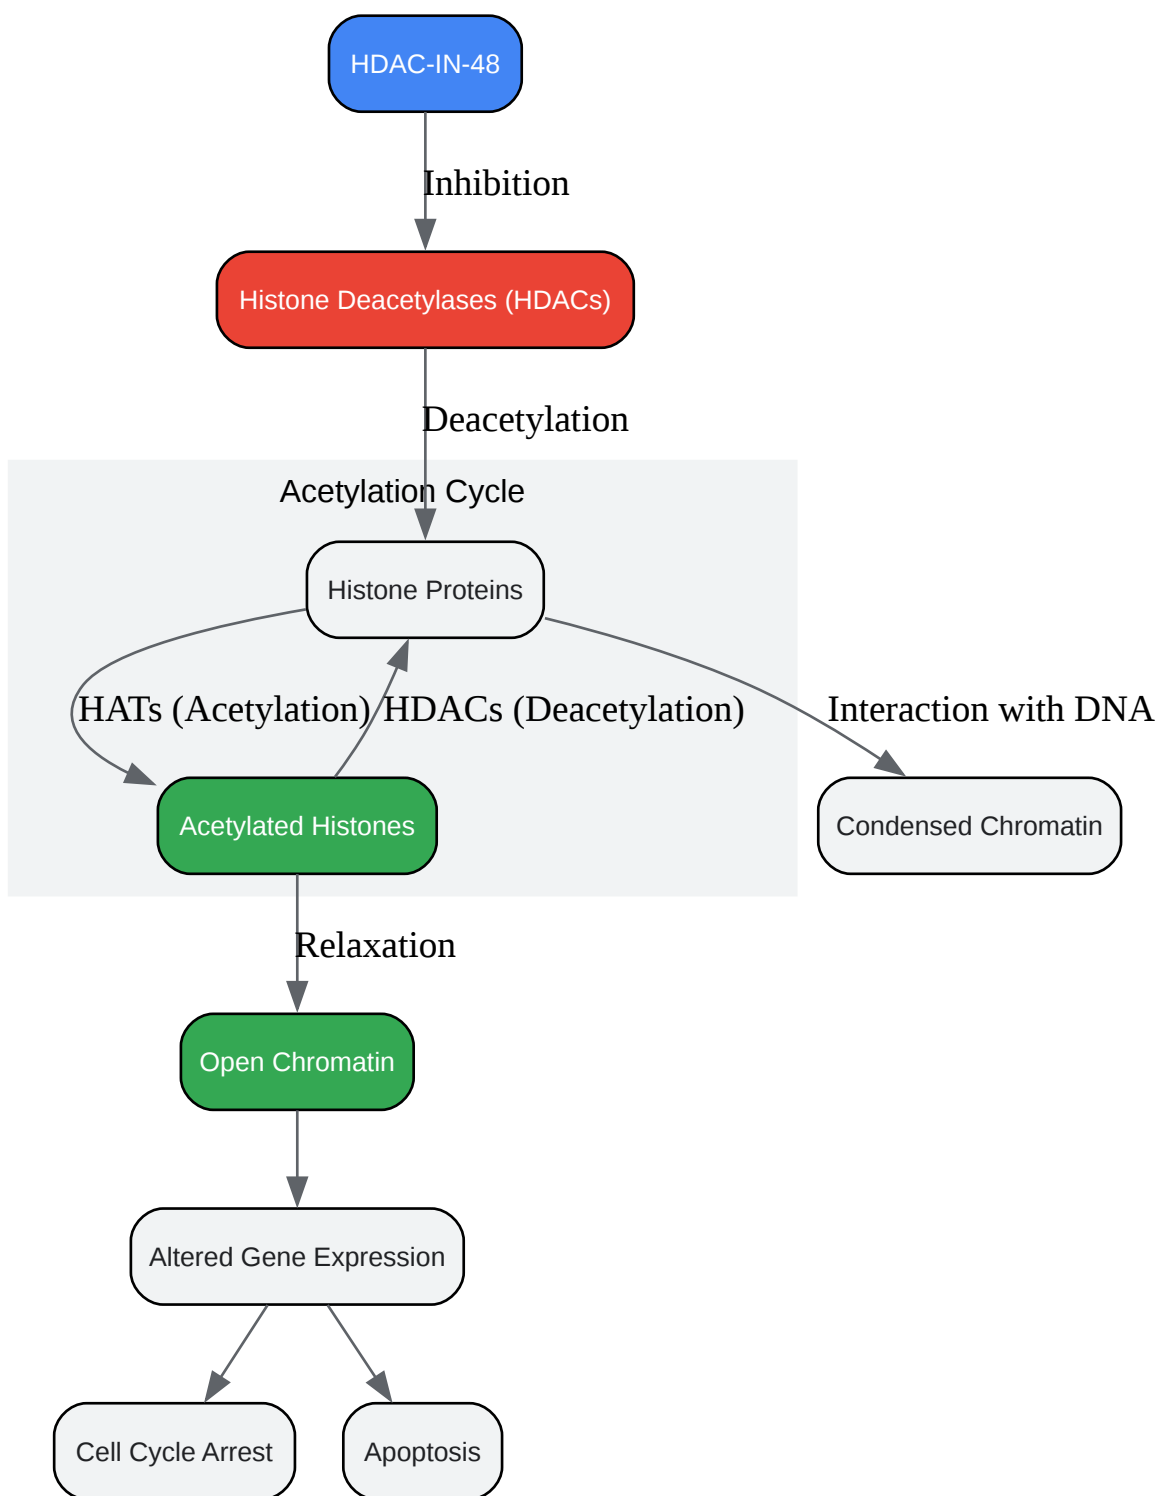 HDAC-IN-48
Inhibition
Histone Deacetylases (HDACs)
Deacetylation
Acetylation Cycle
Histone Proteins
HATs (Acetylation)
HDACs (Deacetylation)
Interaction with DNA
Acetylated Histones
Condensed Chromatin
Relaxation
Open Chromatin
Altered Gene Expression
Cell Cycle Arrest
Apoptosis